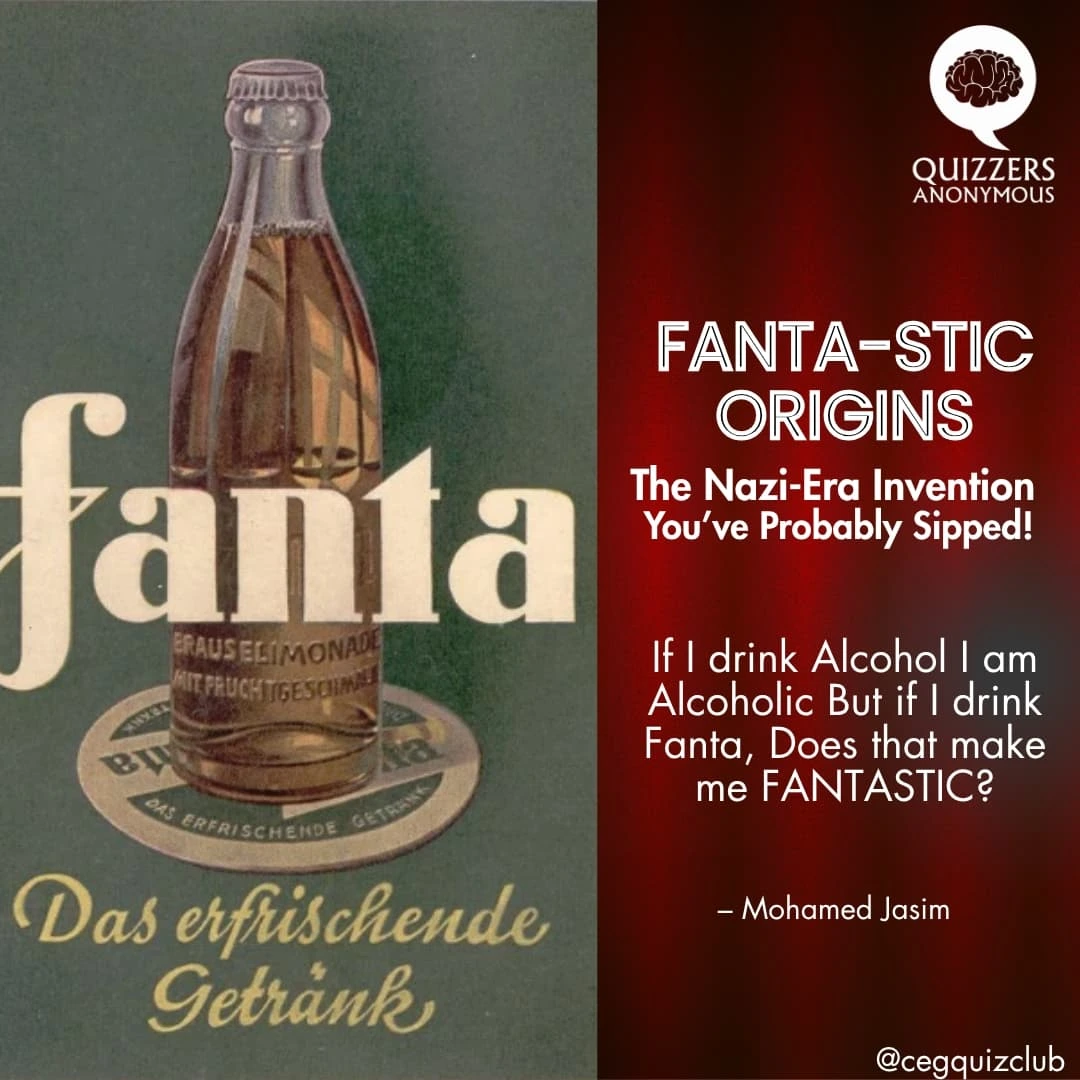 fanta
BRAUSELIMONADE
MIT FRUCHTGESCHMACK
DAS ERFRISCHENDE GETRÄNK
Das erfrischende
Getränk
QUIZZERS
ANONYMOUS
FANTA-STIC
ORIGINS
The Nazi-Era Invention
You've Probably Sipped!
If I drink Alcohol I am
Alcoholic But if I drink
Fanta, Does that make
me FANTASTIC?
– Mohamed Jasim
@cegquizclub